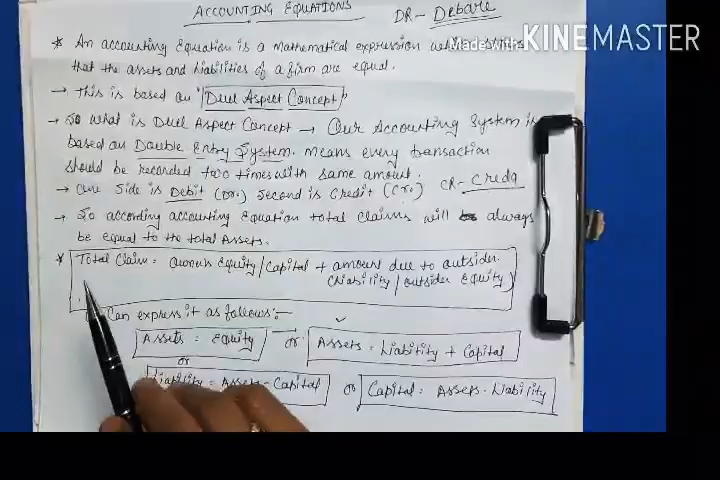 ACCOUNTING EQUATIONS
DR- Debate
* An accounting Equation is a Mathematical expression which
Made with KINEMASTER
that the assets and liabilities of a firm are equal.
→ This is based on "Duel Aspect Concept"
→ So what is Duel Aspect Concept → Our Accounting System is
based on Double Entry System. Means every transaction
should be recorded two times with same amount.
→ One Side is Debit (Dr.) Second is Credit (Cr.) CR- Creda
→ So according accounting Equation total claims will be always
be equal to the total Assets.
* Total Claim = Owner's Equity/Capital + amount due to outsider.
(liability/outsider Equity)
Can express it as follows:-
Assets = Equity or Assets = Liability + Capital
or
Liability = Assets - Capital or Capital = Assets - Liability